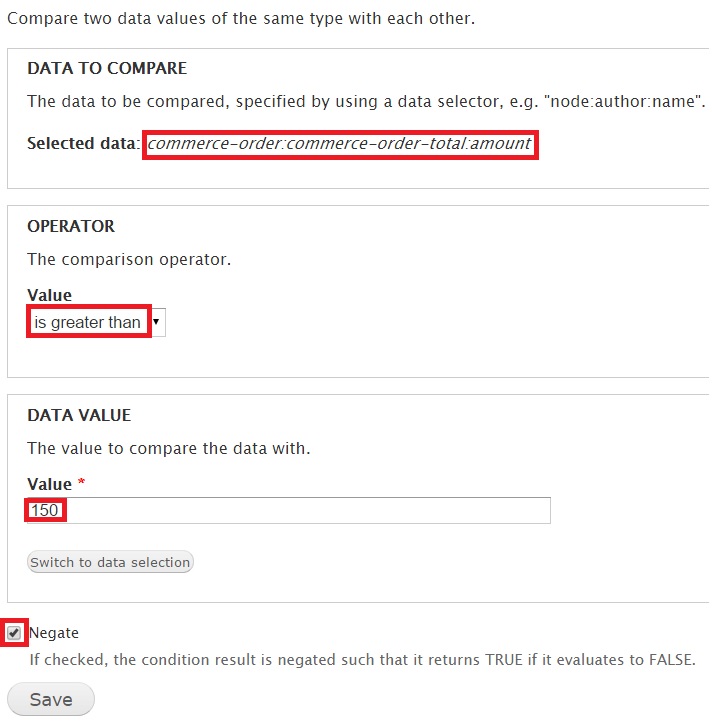 Compare two data values of the same type with each other.
DATA TO COMPARE
The data to be compared, specified by using a data selector, e.g. "node:author:name".
Selected data: commerce-order:commerce-order-total:amount
OPERATOR
The comparison operator.
Value
is greater than
DATA VALUE
The value to compare the data with.
Value *
150
Switch to data selection
Negate
If checked, the condition result is negated such that it returns TRUE if it evaluates to FALSE.
Save